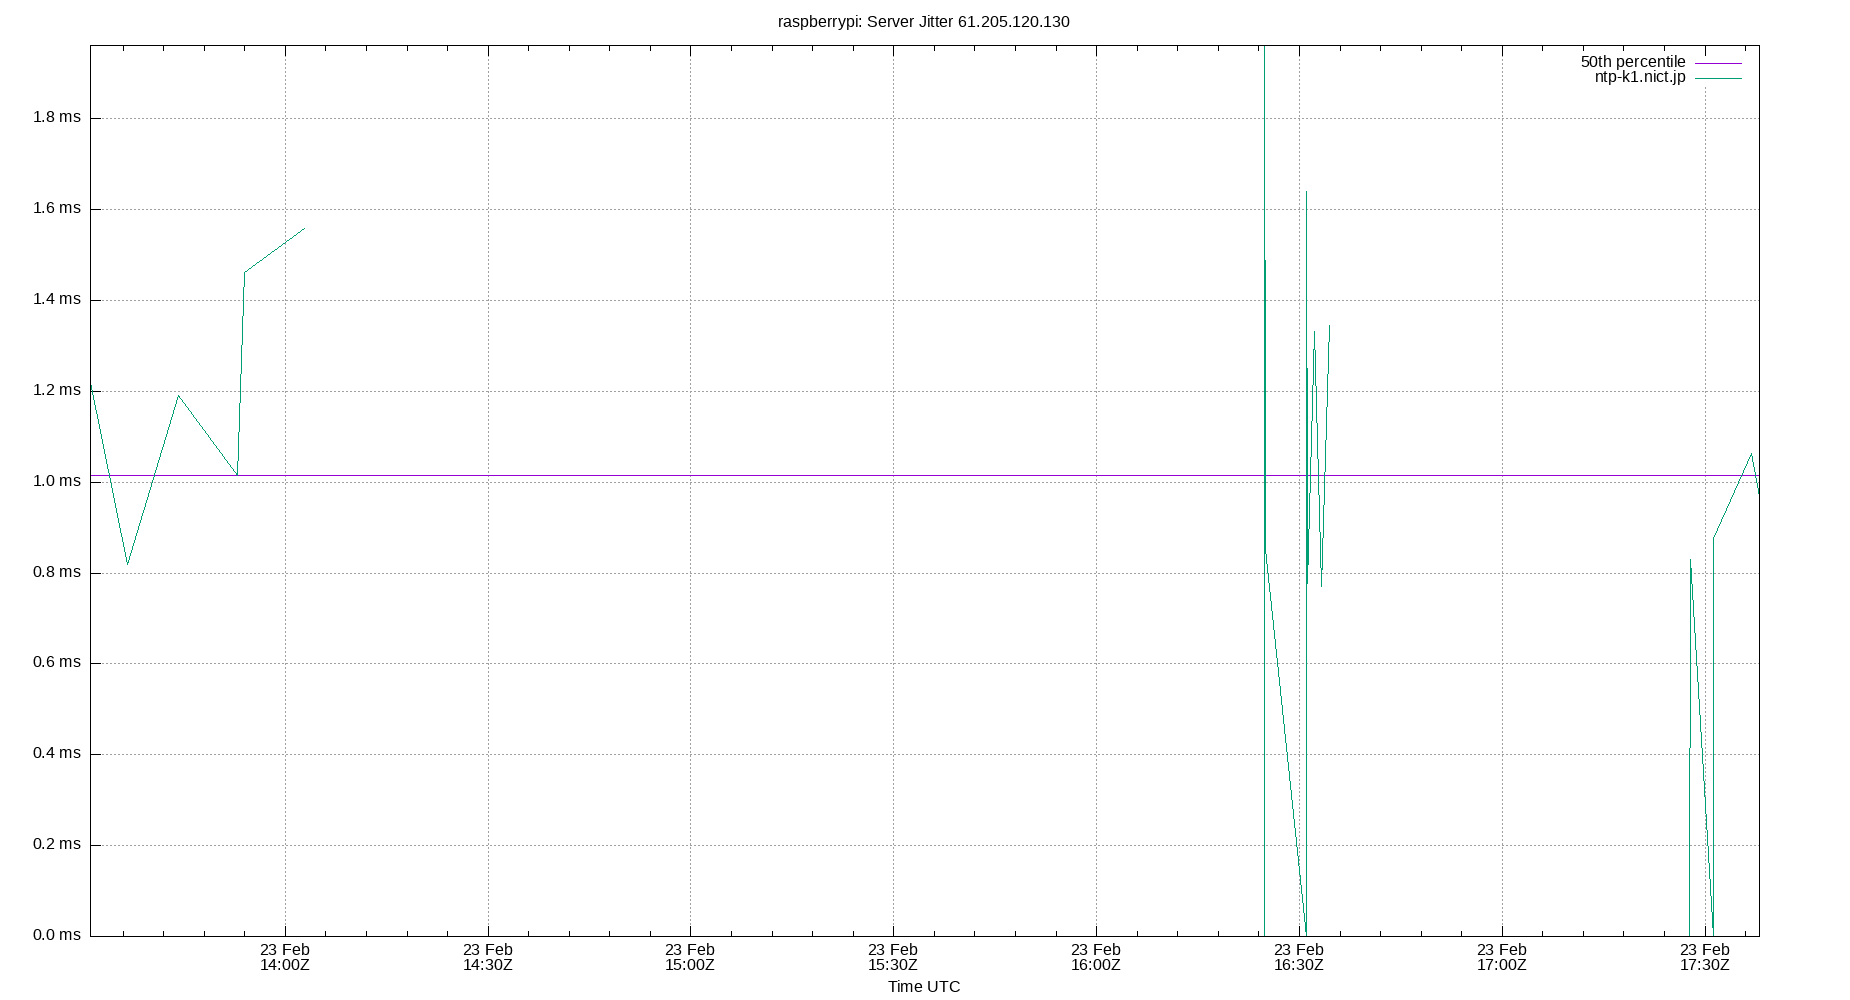 raspberrypi: Server Jitter 61.205.120.130
50th percentile
ntp-k1.nict.jp
1.8 ms
1.6 ms
1.4 ms
1.2 ms
1.0 ms
0.8 ms
0.6 ms
0.4 ms
0.2 ms
0.0 ms
23 Feb 23 Feb 23 Feb 23 Feb 23 Feb 23 Feb 23 Feb 23 Feb
14:00Z 14:30Z 15:00Z 15:30Z 16:00Z 16:30Z 17:00Z 17:30Z
Time UTC